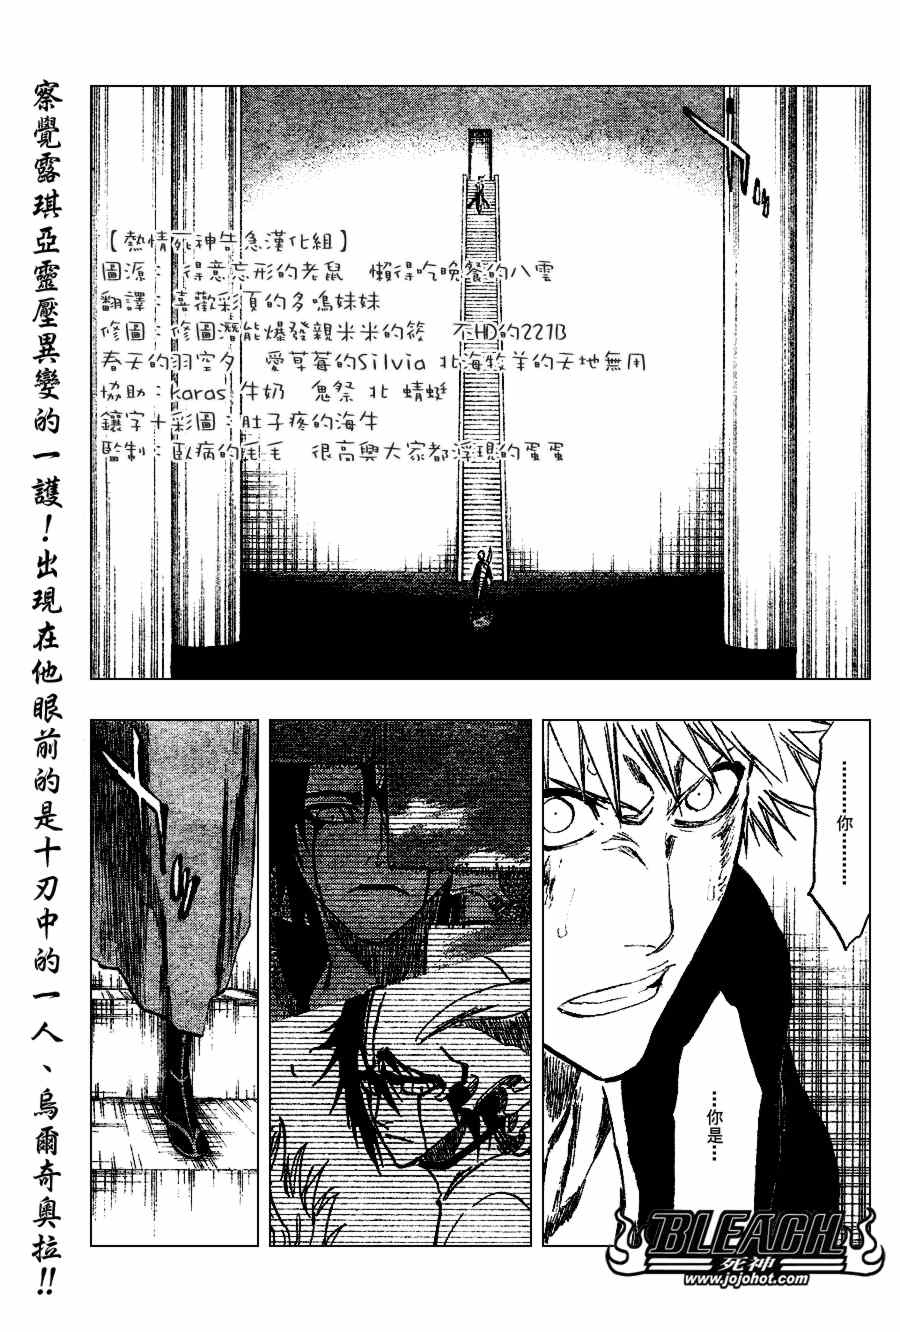 察覺露琪亞靈壓異變的一護！出現在他眼前的是十刃中的一人、烏爾奇奧拉!!
【熱情死神告急漢化組】
圖源：得意忘形的老鼠　懶得吃晚餐的八雲
翻譯：喜歡彩頁的多鳴妹妹
修圖：修圖潛能爆發親米米的筱　不HD的221B
春天的羽空夕　愛草莓的Silvia 北海牧羊的天地無用
協助：karas 牛奶　鬼祭 北 蜻蜓
鑲字＋彩圖：肚子疼的海牛
監制：臥病的毛毛　很高興大家都浮現的蛋蛋
………你………
…你是…
BLEACH
死神
www.jojohot.com